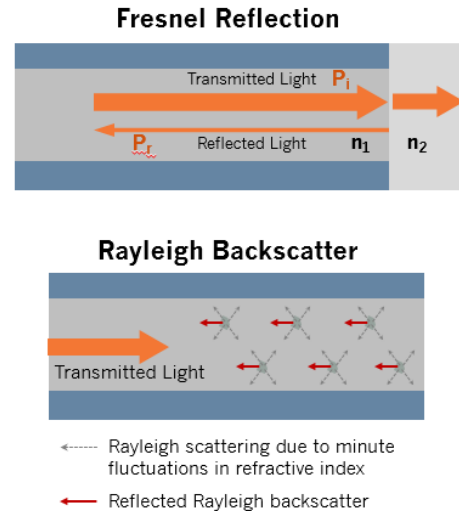 Fresnel Reflection
Transmitted Light Pi
Pr Reflected Light n1 n2
Rayleigh Backscatter
Transmitted Light
Rayleigh scattering due to minute
fluctuations in refractive index
Reflected Rayleigh backscatter